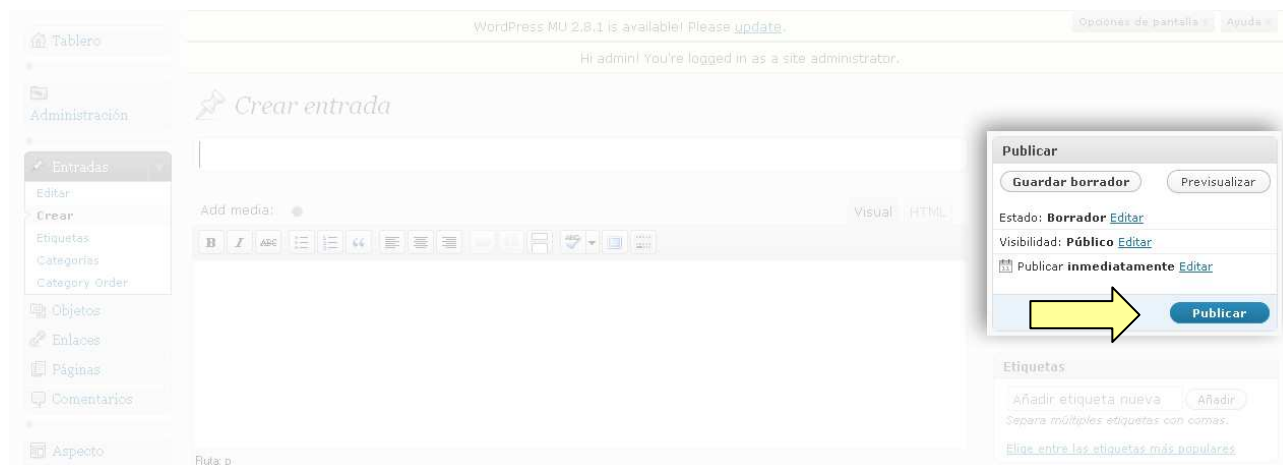 WordPress MU 2.8.1 is available! Please update.
Opciones de pantalla
Ayuda
Hi admin! You're logged in as a site administrator.
Tablero
Administración
Entradas
Editar
Crear
Etiquetas
Categorías
Category Order
Objetos
Enlaces
Páginas
Comentarios
Aspecto
Crear entrada
Add media:
Visual
HTML
B I ABC
ABC
Ruta: p
Publicar
Guardar borrador
Previsualizar
Estado: Borrador Editar
Visibilidad: Público Editar
Publicar inmediatamente Editar
Publicar
Etiquetas
Añadir etiqueta nueva
Añadir
Separa múltiples etiquetas con comas.
Elige entre las etiquetas más populares